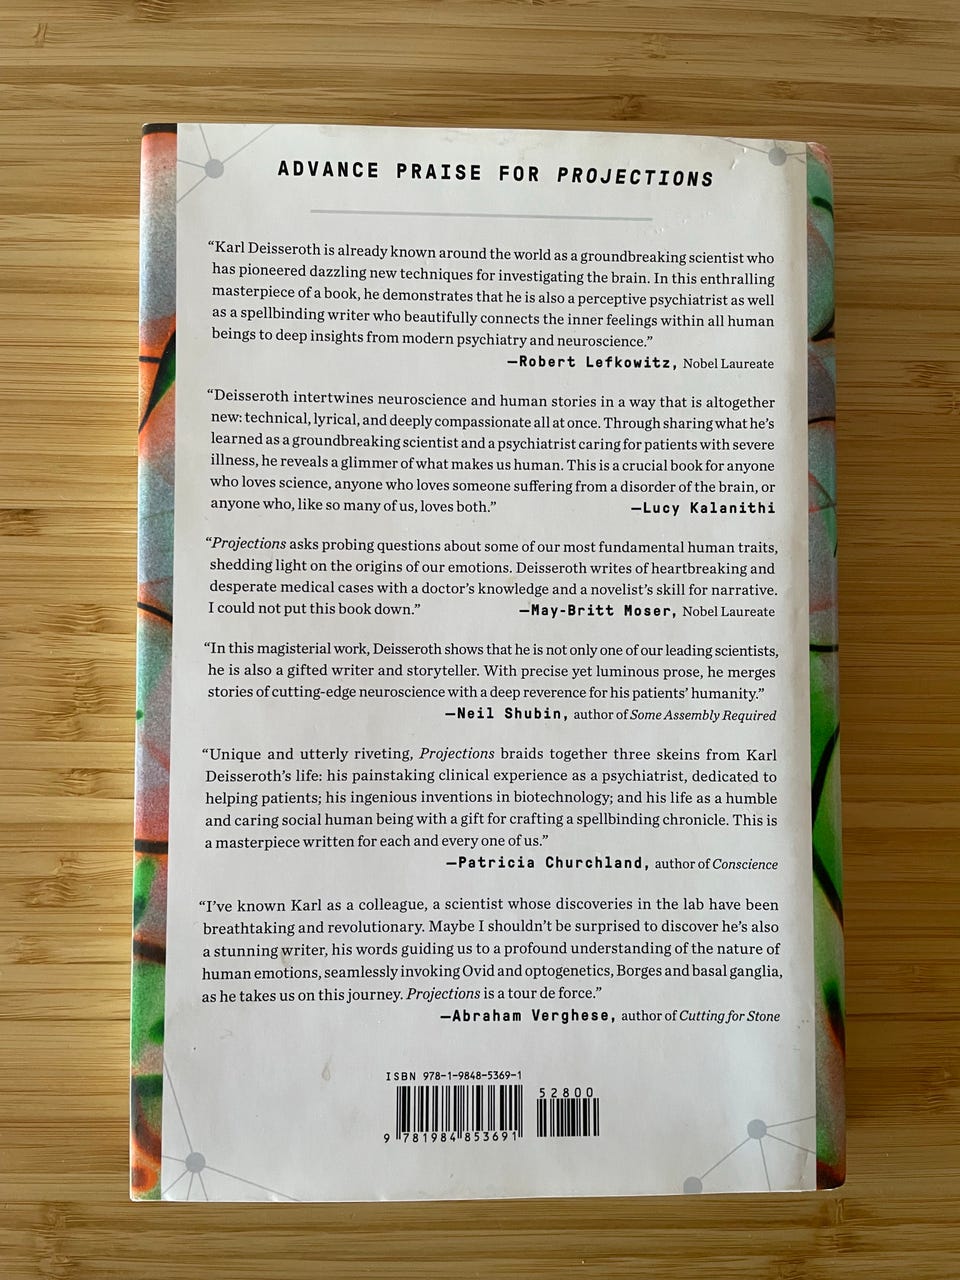 ADVANCE PRAISE FOR PROJECTIONS
“Karl Deisseroth is already known around the world as a groundbreaking scientist who
has pioneered dazzling new techniques for investigating the brain. In this enthralling
masterpiece of a book, he demonstrates that he is also a perceptive psychiatrist as well
as a spellbinding writer who beautifully connects the inner feelings within all human
beings to deep insights from modern psychiatry and neuroscience.”
—Robert Lefkowitz, Nobel Laureate
“Deisseroth intertwines neuroscience and human stories in a way that is altogether
new: technical, lyrical, and deeply compassionate all at once. Through sharing what he’s
learned as a groundbreaking scientist and a psychiatrist caring for patients with severe
illness, he reveals a glimmer of what makes us human. This is a crucial book for anyone
who loves science, anyone who loves someone suffering from a disorder of the brain, or
anyone who, like so many of us, loves both.” —Lucy Kalanithi
“Projections asks probing questions about some of our most fundamental human traits,
shedding light on the origins of our emotions. Deisseroth writes of heartbreaking and
desperate medical cases with a doctor’s knowledge and a novelist’s skill for narrative.
I could not put this book down.” —May-Britt Moser, Nobel Laureate
“In this magisterial work, Deisseroth shows that he is not only one of our leading scientists,
he is also a gifted writer and storyteller. With precise yet luminous prose, he merges
stories of cutting-edge neuroscience with a deep reverence for his patients’ humanity.”
—Neil Shubin, author of Some Assembly Required
“Unique and utterly riveting, Projections braids together three skeins from Karl
Deisseroth’s life: his painstaking clinical experience as a psychiatrist, dedicated to
helping patients; his ingenious inventions in biotechnology; and his life as a humble
and caring social human being with a gift for crafting a spellbinding chronicle. This is
a masterpiece written for each and every one of us.”
—Patricia Churchland, author of Conscience
“I’ve known Karl as a colleague, a scientist whose discoveries in the lab have been
breathtaking and revolutionary. Maybe I shouldn’t be surprised to discover he’s also
a stunning writer, his words guiding us to a profound understanding of the nature of
human emotions, seamlessly invoking Ovid and optogenetics, Borges and basal ganglia,
as he takes us on this journey. Projections is a tour de force.”
—Abraham Verghese, author of Cutting for Stone
ISBN 978-1-9848-5369-1
52800
9 781984 853691